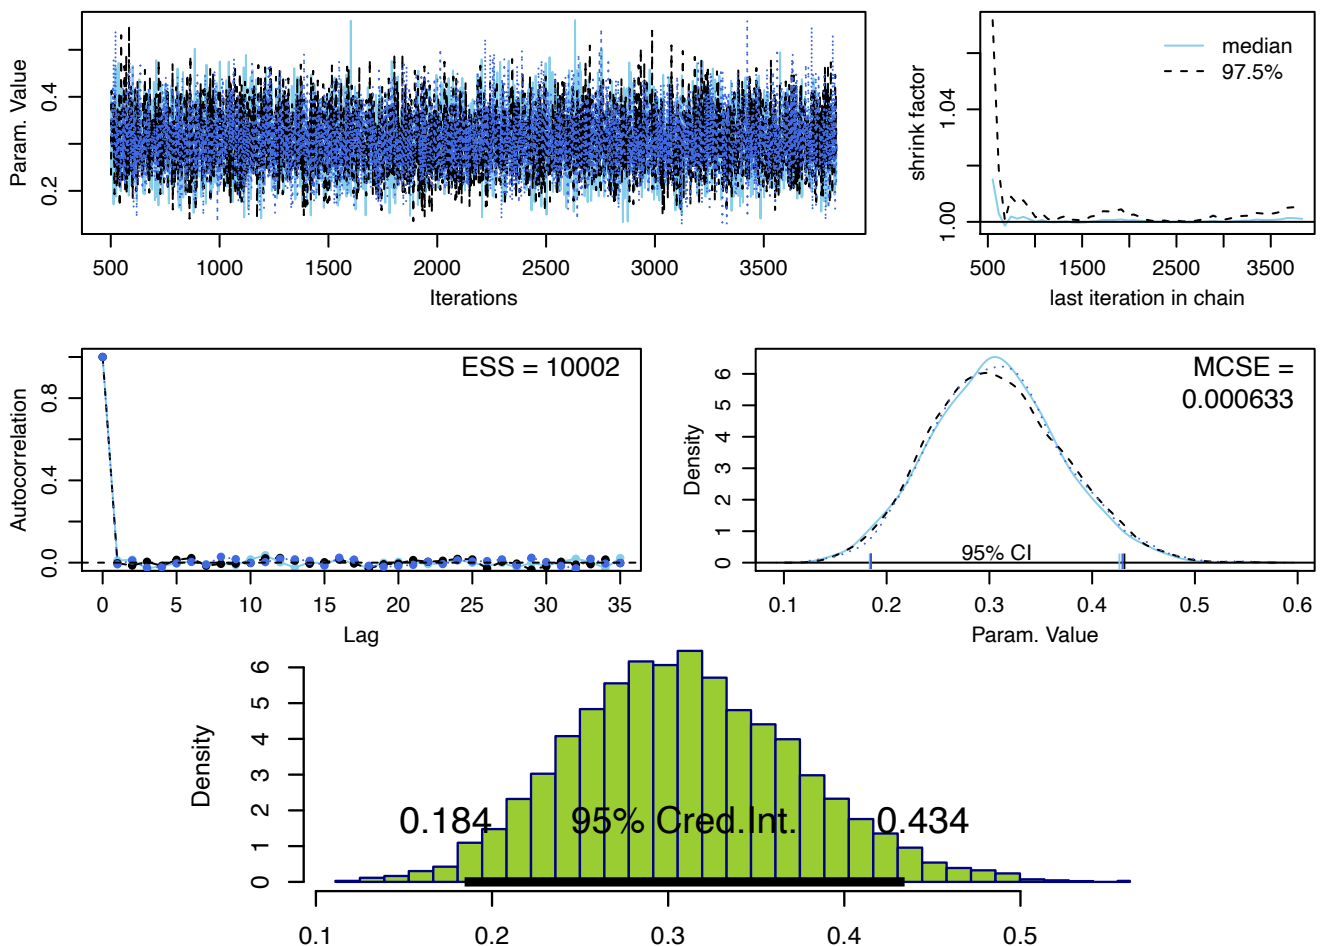 Param. Value
0.2 0.4
500 1000 1500 2000 2500 3000 3500
Iterations
shrink factor
1.00 1.04
median
97.5%
500 1500 2500 3500
last iteration in chain
Autocorrelation
0.0 0.4 0.8
ESS = 10002
0 5 10 15 20 25 30 35
Lag
Density
0 1 2 3 4 5 6
MCSE =
0.000633
95% CI
0.1 0.2 0.3 0.4 0.5 0.6
Param. Value
Density
0 1 2 3 4 5 6
0.184 95% Cred.Int. 0.434
0.1 0.2 0.3 0.4 0.5